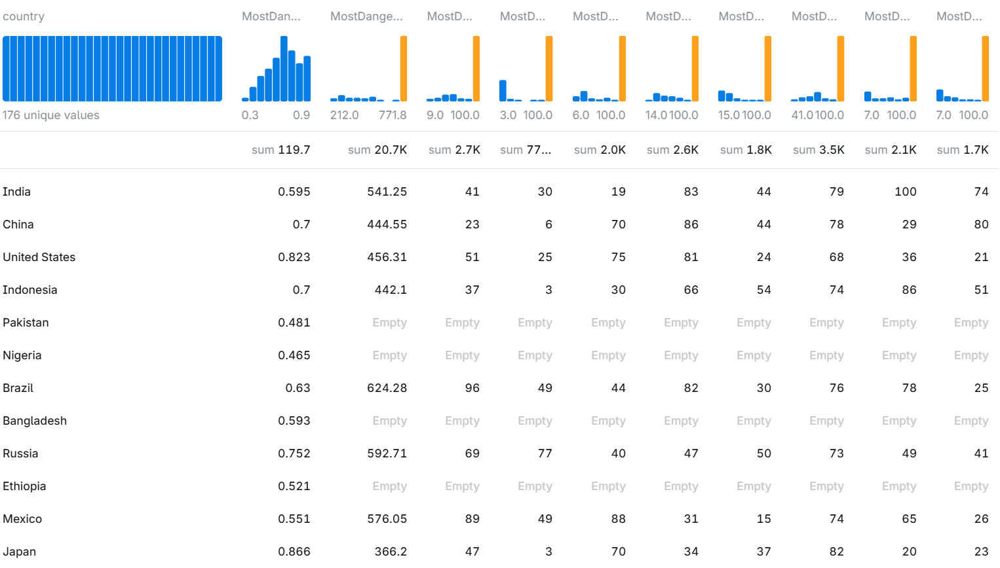 country MostDan... MostDange... MostD... MostD... MostD... MostD... MostD... MostD... MostD... MostD...
176 unique values 0.3 0.9 212.0 771.8 9.0 100.0 3.0 100.0 6.0 100.0 14.0 100.0 15.0 100.0 41.0 100.0 7.0 100.0 7.0 100.0
sum 119.7 sum 20.7K sum 2.7K sum 77... sum 2.0K sum 2.6K sum 1.8K sum 3.5K sum 2.1K sum 1.7K
India 0.595 541.25 41 30 19 83 44 79 100 74
China 0.7 444.55 23 6 70 86 44 78 29 80
United States 0.823 456.31 51 25 75 81 24 68 36 21
Indonesia 0.7 442.1 37 3 30 66 54 74 86 51
Pakistan 0.481 Empty Empty Empty Empty Empty Empty Empty Empty Empty
Nigeria 0.465 Empty Empty Empty Empty Empty Empty Empty Empty Empty
Brazil 0.63 624.28 96 49 44 82 30 76 78 25
Bangladesh 0.593 Empty Empty Empty Empty Empty Empty Empty Empty Empty
Russia 0.752 592.71 69 77 40 47 50 73 49 41
Ethiopia 0.521 Empty Empty Empty Empty Empty Empty Empty Empty Empty
Mexico 0.551 576.05 89 49 88 31 15 74 65 26
Japan 0.866 366.2 47 3 70 34 37 82 20 23